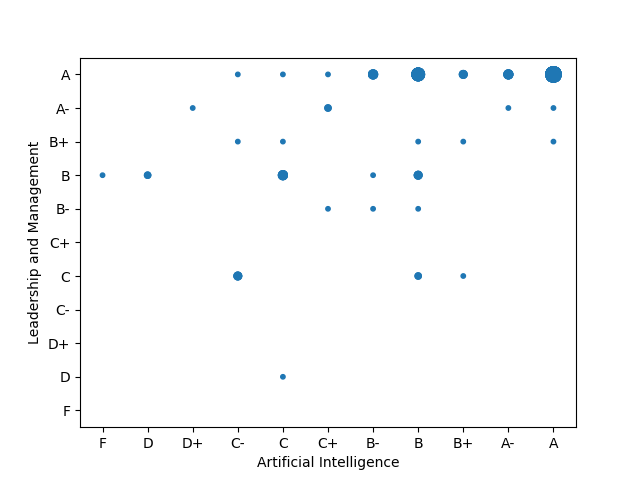 A
A-
B+
B
B-
C+
C
C-
D+
D
F
Leadership and Management
F D D+ C- C C+ B- B B+ A- A
Artificial Intelligence